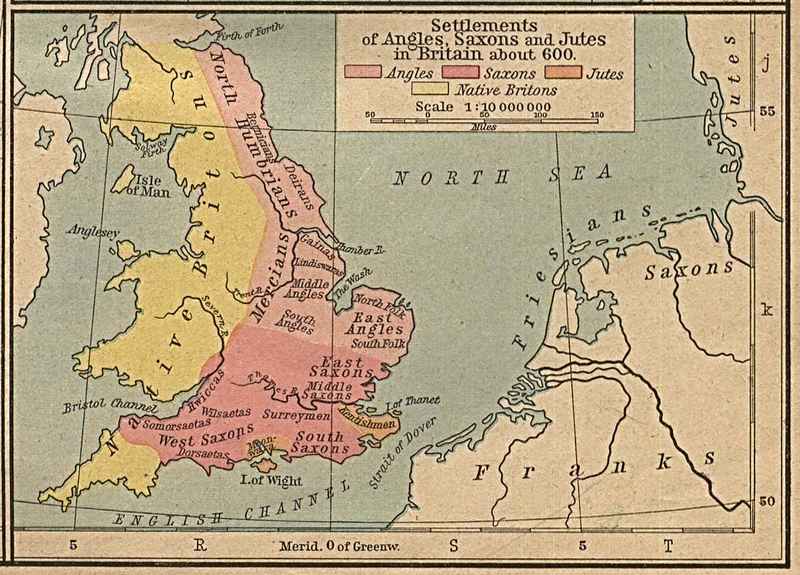 Settlements
of Angles, Saxons and Jutes
in Britain about 600.
Angles Saxons Jutes
Native Britons
Scale 1:10 000 000
50 0 50 100 150
Miles
Firth of Forth
North Humbrians
Bernicians
Deirans
Native Britons
Solway
Firth
Isle
of Man
Anglesey
Humber R.
Gainas
Lindiswaras
The Wash
Mercians
Middle
Angles
Trent R.
South
Angles
North Folk
East
Angles
South Folk
Severn R.
East
Saxons
Middle
Saxons
Thames R.
Hwiccas
Bristol Channel
Wilsaetas
Surreymen
Somorsaetas
West Saxons
Dorsaetas
South
Saxons
Kendishmen
I. of Thanet
Strait of Dover
I. of Wight
ENGLISH CHANNEL
NORTH SEA
Jutes
Frisians
Saxons
Franks
j
55
k
50
5 R Merid. 0 of Greenw. S 5 T